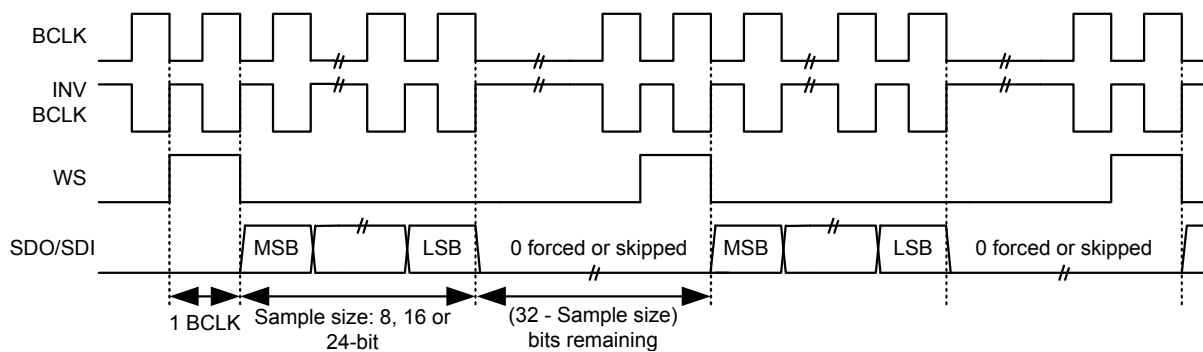 BCLK
INV
BCLK
WS
SDO/SDI
MSB
LSB
0 forced or skipped
MSB
LSB
0 forced or skipped
1 BCLK
Sample size: 8, 16 or
24-bit
(32 - Sample size)
bits remaining